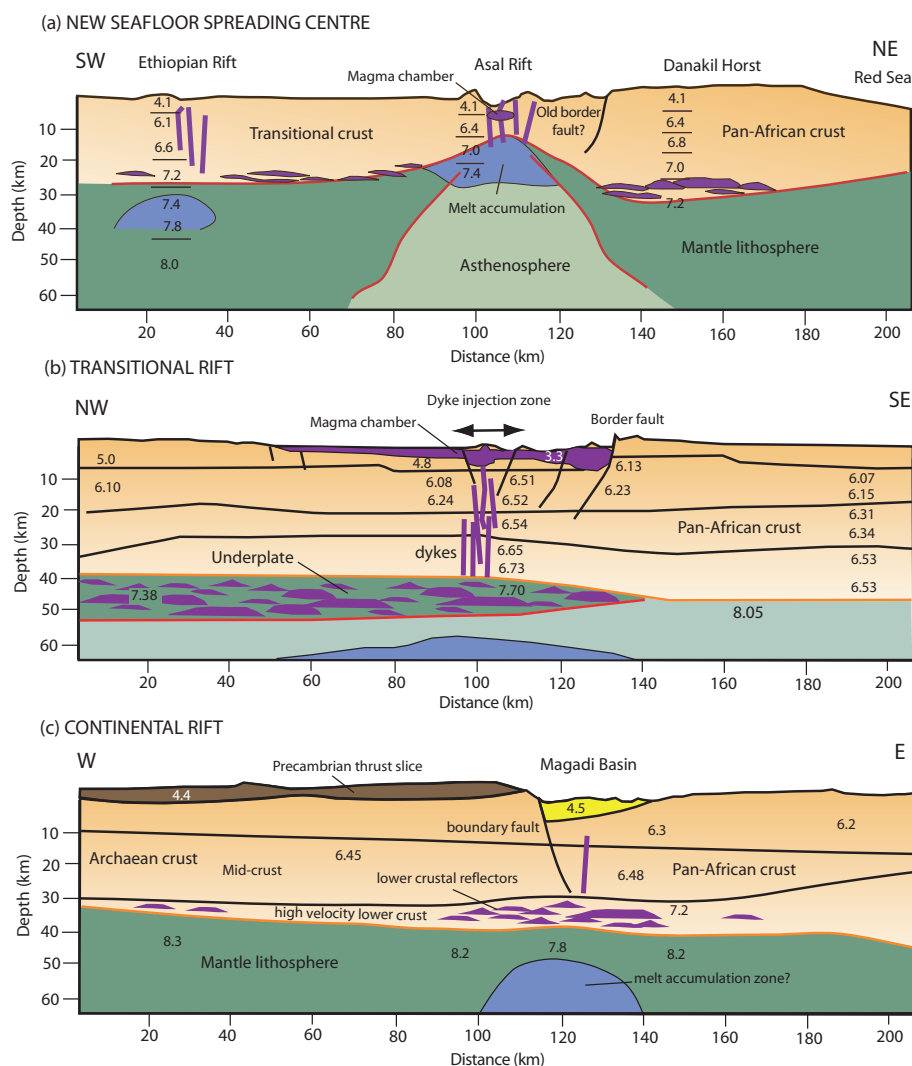 (a) NEW SEAFLOOR SPREADING CENTRE
SW
NE
Ethiopian Rift
Asal Rift
Danakil Horst
Red Sea
Magma chamber
4.1
4.1
4.1
6.1
Old border
fault?
10
Transitional crust
6.4
6.4
Pan-African crust
6.6
7.0
6.8
20
7.2
7.4
7.0
30
7.4
Melt accumulation
7.2
40
7.8
Mantle lithosphere
50
8.0
Asthenosphere
60
Depth (km)
20 40 60 80 100 120 140 160 180 200
Distance (km)
(b) TRANSITIONAL RIFT
NW
SE
Dyke injection zone
Magma chamber
Border fault
5.0
4.8
3.3
6.13
10
6.10
6.08
6.51
6.23
6.07
6.24
6.52
6.15
20
6.54
Pan-African crust
6.31
6.34
30
Underplate
dykes
6.65
6.73
6.53
40
7.38
7.70
6.53
50
8.05
60
Depth (km)
20 40 60 80 100 120 140 160 180 200
Distance (km)
(c) CONTINENTAL RIFT
W
E
Precambrian thrust slice
Magadi Basin
4.4
4.5
10
boundary fault
6.3
6.2
Archaean crust
6.45
Pan-African crust
20
Mid-crust
6.48
lower crustal reflectors
30
high velocity lower crust
7.2
40
8.3
8.2
7.8
8.2
50
Mantle lithosphere
melt accumulation zone?
60
Depth (km)
20 40 60 80 100 120 140 160 180 200
Distance (km)